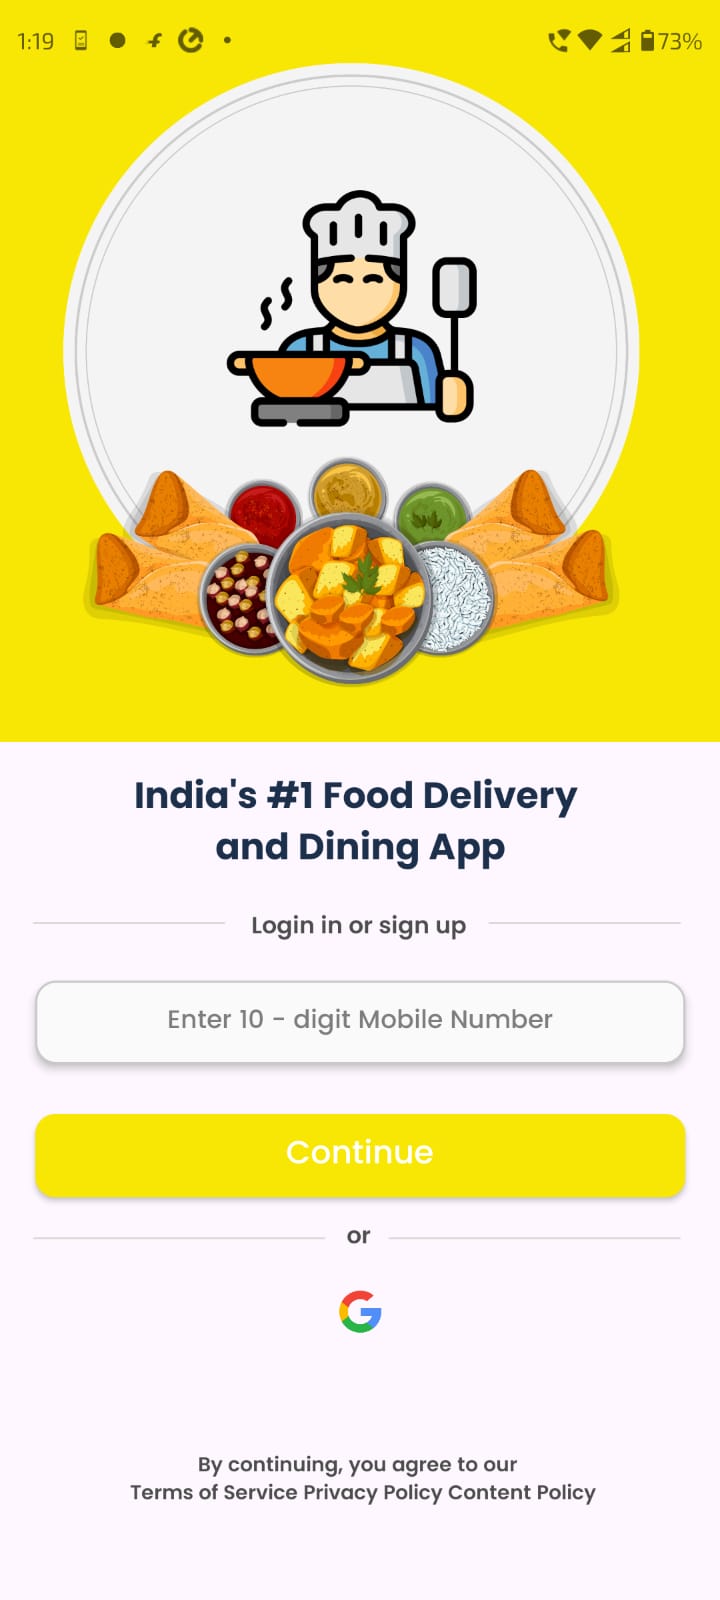 1:19
73%
India's #1 Food Delivery
and Dining App
Login in or sign up
Enter 10 - digit Mobile Number
Continue
or
By continuing, you agree to our
Terms of Service Privacy Policy Content Policy